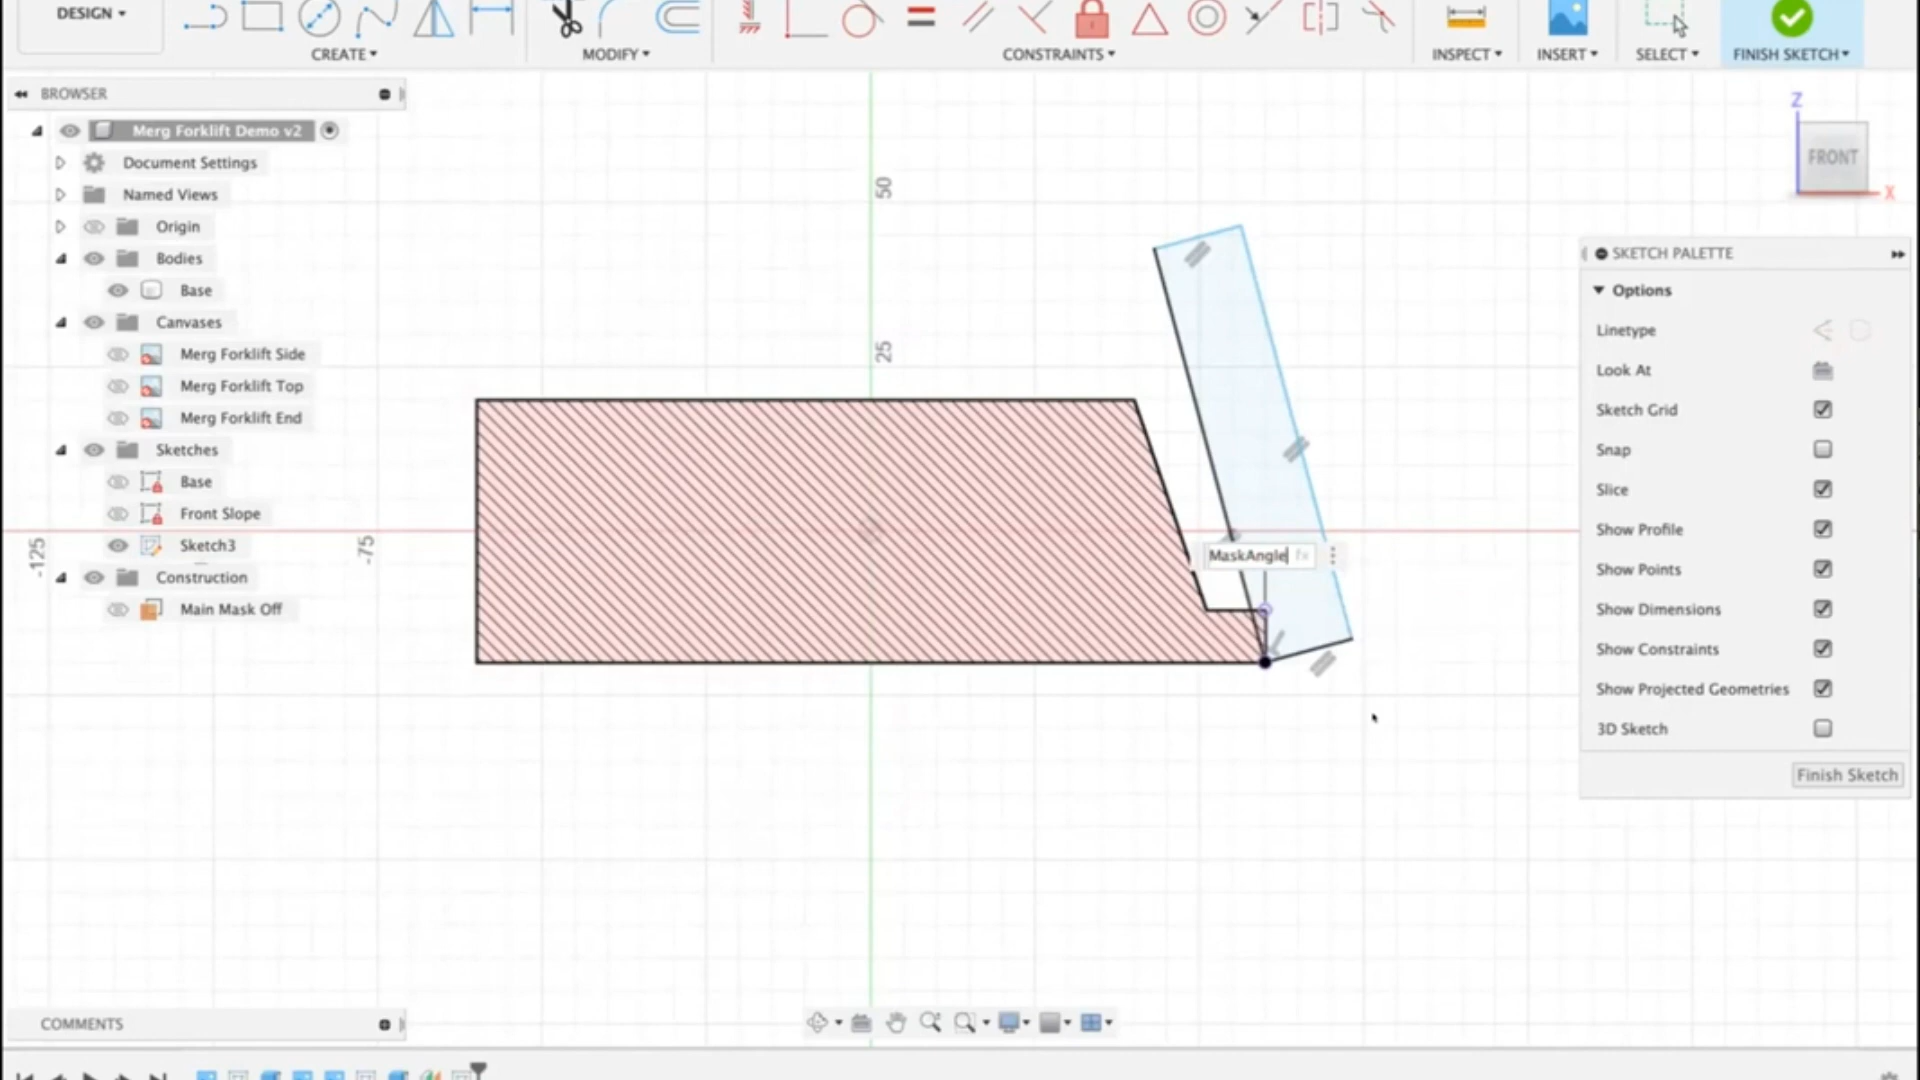 DESIGN
CREATE
MODIFY
CONSTRAINTS
INSPECT
INSERT
SELECT
FINISH SKETCH
BROWSER
Merg Forklift Demo v2
Document Settings
Named Views
Origin
Bodies
Base
Canvases
Merg Forklift Side
Merg Forklift Top
Merg Forklift End
Sketches
Base
Front Slope
Sketch3
Construction
Main Mask Off
50
25
-125
-75
MaskAngle fx
Z
FRONT
X
SKETCH PALETTE
Options
Linetype
Look At
Sketch Grid
Snap
Slice
Show Profile
Show Points
Show Dimensions
Show Constraints
Show Projected Geometries
3D Sketch
Finish Sketch
COMMENTS